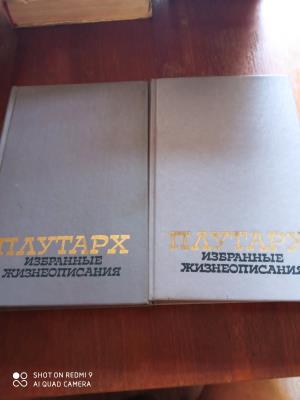 ПЛУТАРХ
ИЗБРАННЫЕ
ЖИЗНЕОПИСАНИЯ
ПЛУТАРХ
ИЗБРАННЫЕ
ЖИЗНЕОПИСАНИЯ
SHOT ON REDMI 9
AI QUAD CAMERA